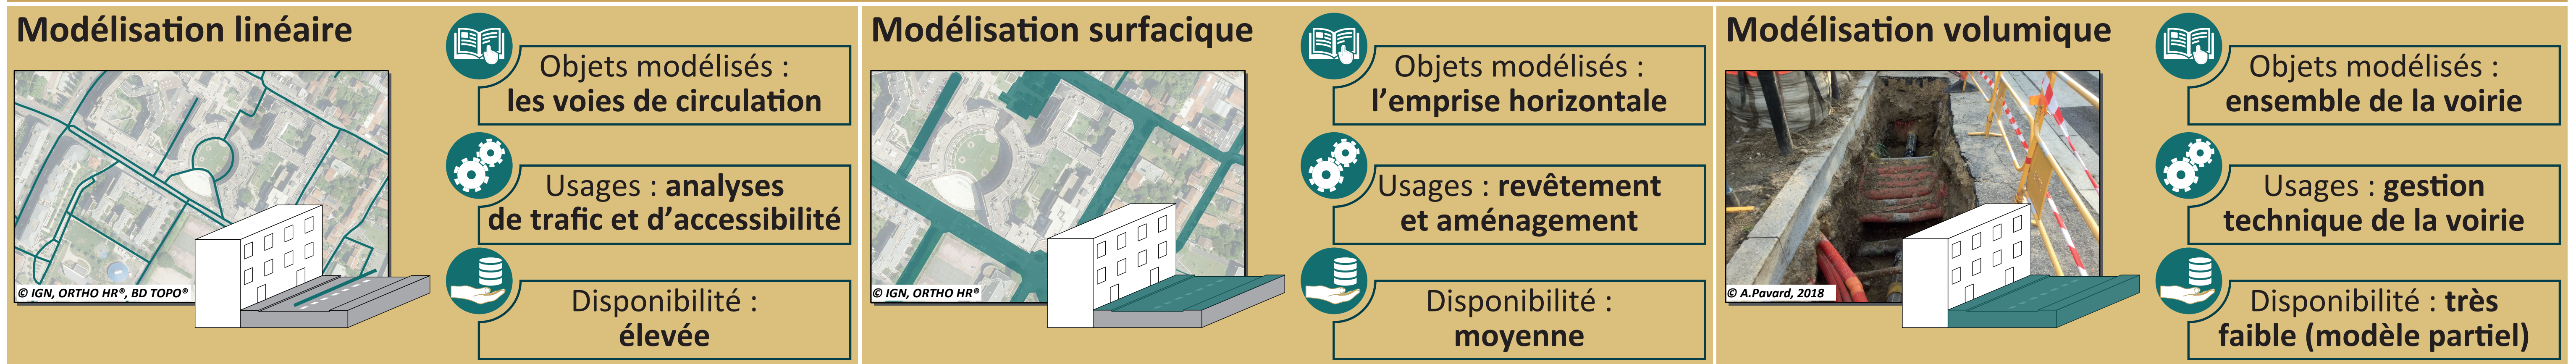 Modélisation linéaire
Objets modélisés :
les voies de circulation
Usages : analyses
de trafic et d’accessibilité
Disponibilité :
élevée
© IGN, ORTHO HR®, BD TOPO®
Modélisation surfacique
Objets modélisés :
l’emprise horizontale
Usages : revêtement
et aménagement
Disponibilité :
moyenne
© IGN, ORTHO HR®
Modélisation volumique
Objets modélisés :
ensemble de la voirie
Usages : gestion
technique de la voirie
Disponibilité : très
faible (modèle partiel)
© A.Pavard, 2018